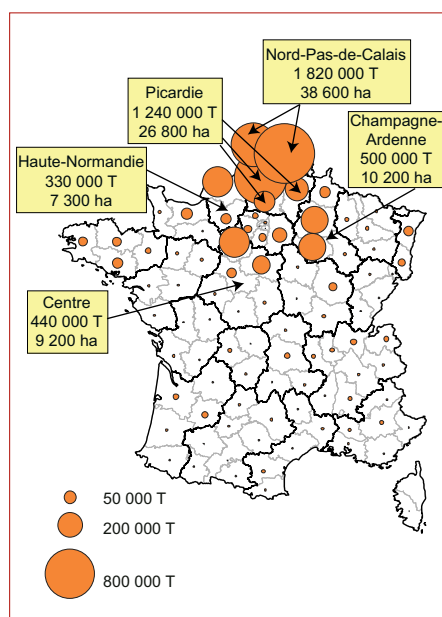 Nord-Pas-de-Calais
1 820 000 T
38 600 ha
Picardie
1 240 000 T
26 800 ha
Champagne-
Ardenne
500 000 T
10 200 ha
Haute-Normandie
330 000 T
7 300 ha
Centre
440 000 T
9 200 ha
50 000 T
200 000 T
800 000 T